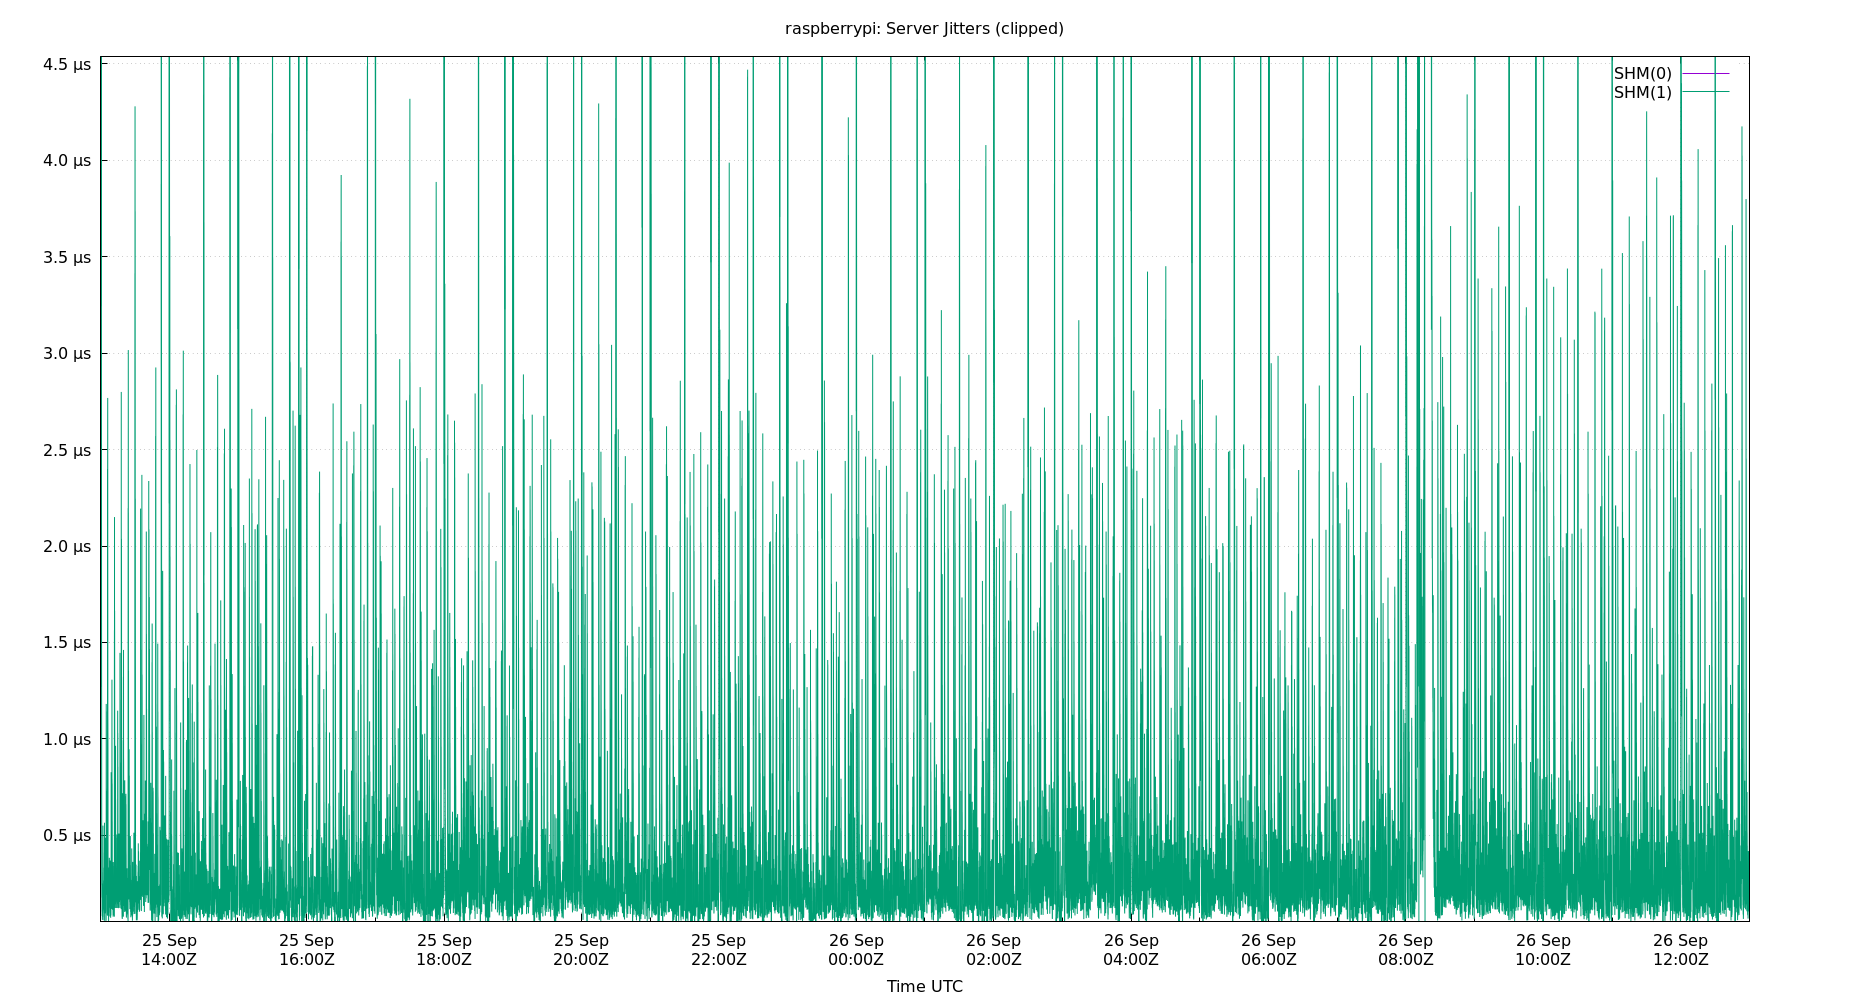 raspberrypi: Server Jitters (clipped)
4.5 µs
4.0 µs
3.5 µs
3.0 µs
2.5 µs
2.0 µs
1.5 µs
1.0 µs
0.5 µs
SHM(0)
SHM(1)
25 Sep 25 Sep 25 Sep 25 Sep 25 Sep 26 Sep 26 Sep 26 Sep 26 Sep 26 Sep 26 Sep 26 Sep
14:00Z 16:00Z 18:00Z 20:00Z 22:00Z 00:00Z 02:00Z 04:00Z 06:00Z 08:00Z 10:00Z 12:00Z
Time UTC